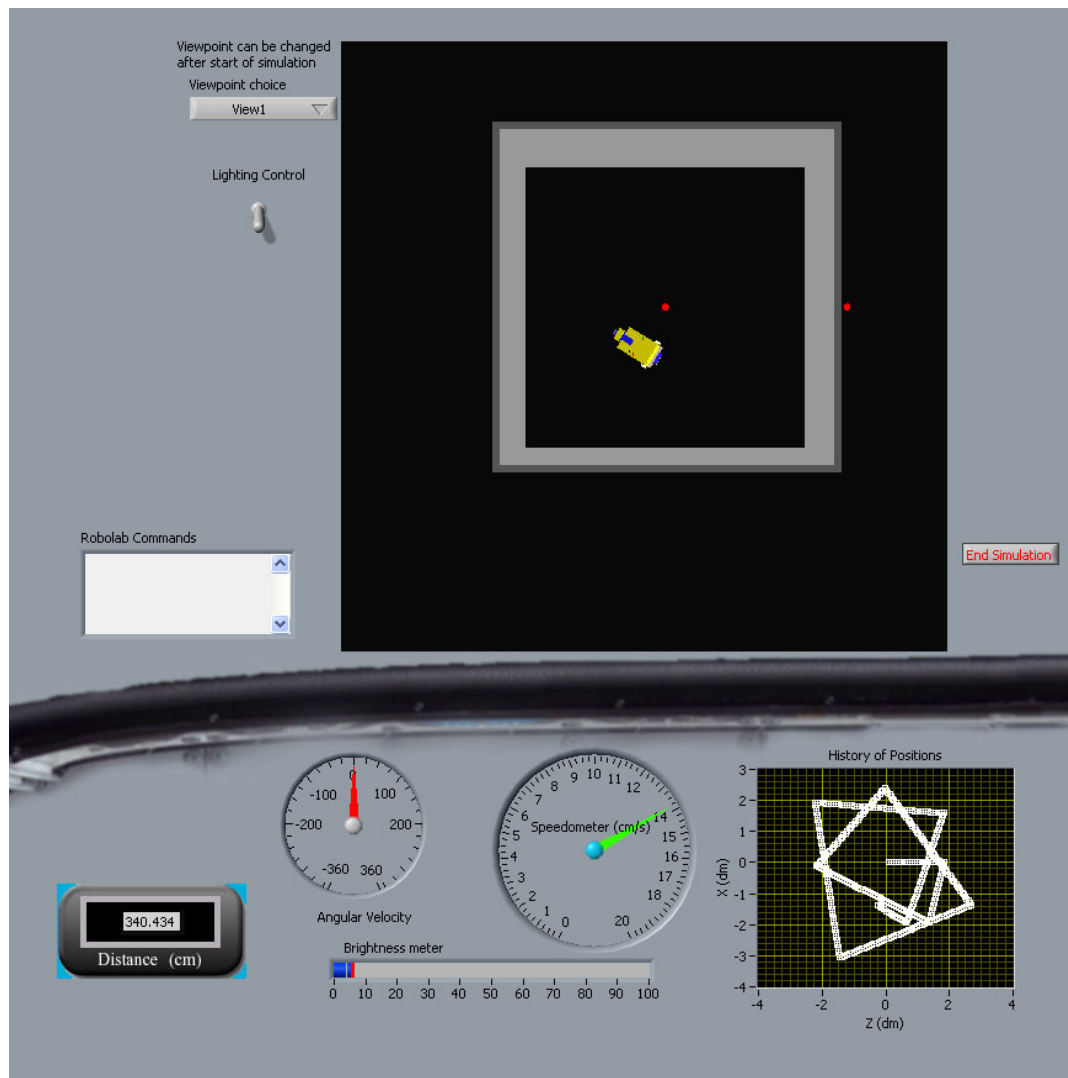 Viewpoint can be changed
after start of simulation
Viewpoint choice
View1
Lighting Control
Robolab Commands
End Simulation
0
-100 100
-200 200
-360 360
Angular Velocity
0 1 2 3 4 5 6 7 8 9 10 11 12 14 15 16 17 18 20
Speedometer (cm/s)
340.434
Distance (cm)
Brightness meter
0 10 20 30 40 50 60 70 80 90 100
History of Positions
3
2
1
0
-1
-2
-3
-4
X (dm)
-4 -2 0 2 4
Z (dm)